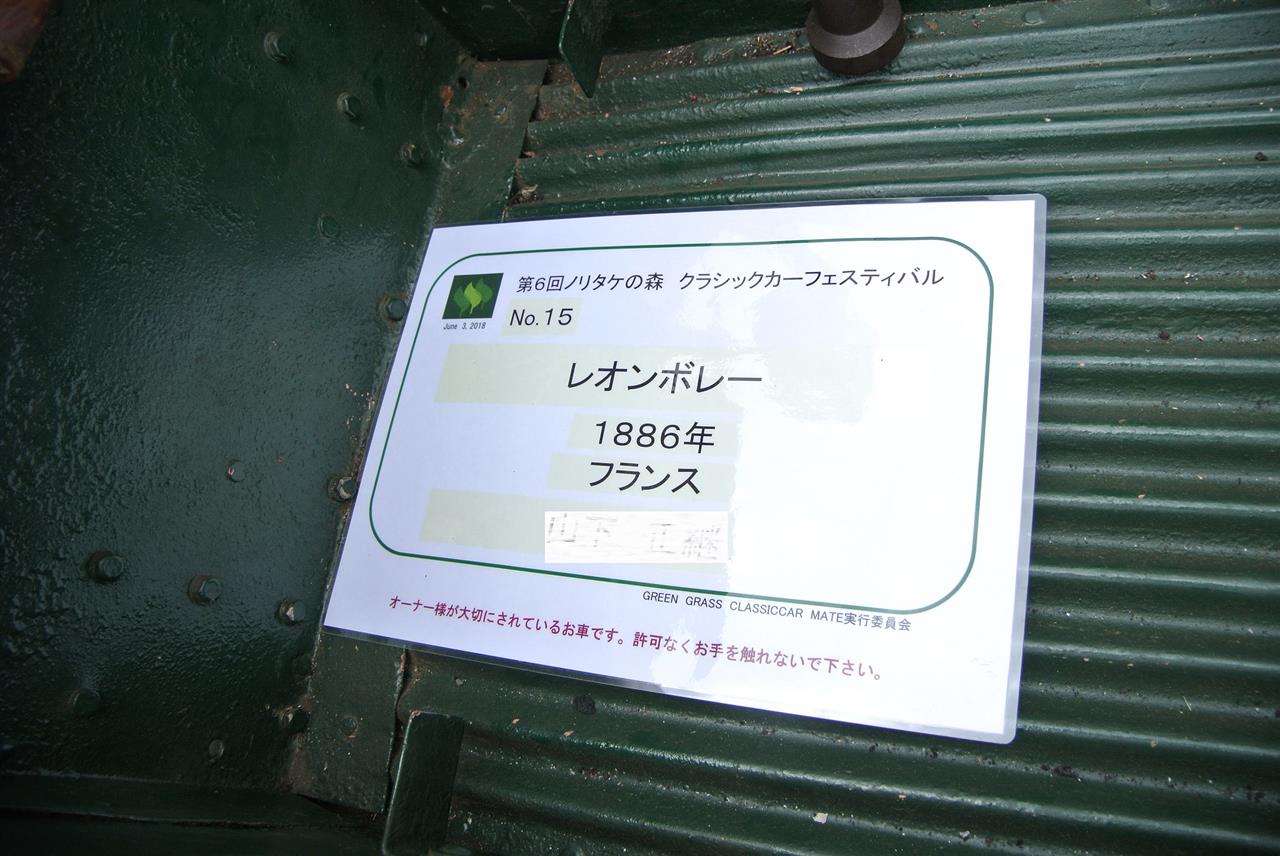 第6回ノリタケの森　クラシックカーフェスティバル
June 3, 2018
No.15
レオンボレー
1886年
フランス
GREEN GRASS CLASSICCAR MATE実行委員会
オーナー様が大切にされているお車です。許可なくお手を触れないで下さい。